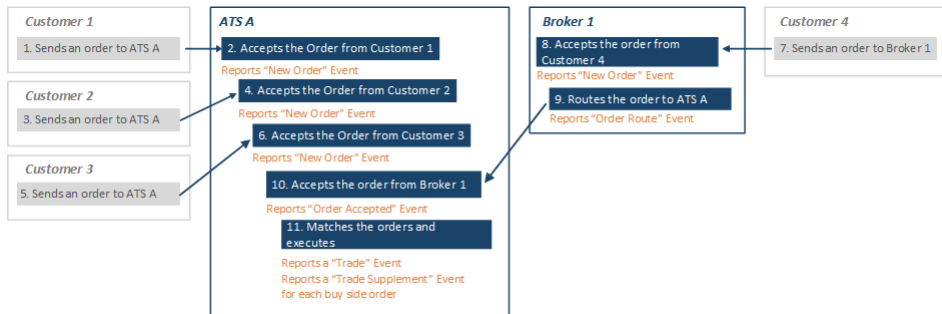 Customer 1
1. Sends an order to ATS A
Customer 2
3. Sends an order to ATS A
Customer 3
5. Sends an order to ATS A
ATS A
2. Accepts the Order from Customer 1
Reports “New Order” Event
4. Accepts the Order from Customer 2
Reports “New Order” Event
6. Accepts the Order from Customer 3
Reports “New Order” Event
10. Accepts the order from Broker 1
Reports “Order Accepted” Event
11. Matches the orders and
executes
Reports a “Trade” Event
Reports a “Trade Supplement” Event
for each buy side order
Broker 1
8. Accepts the order from
Customer 4
Reports “New Order” Event
9. Routes the order to ATS A
Reports “Order Route” Event
Customer 4
7. Sends an order to Broker 1